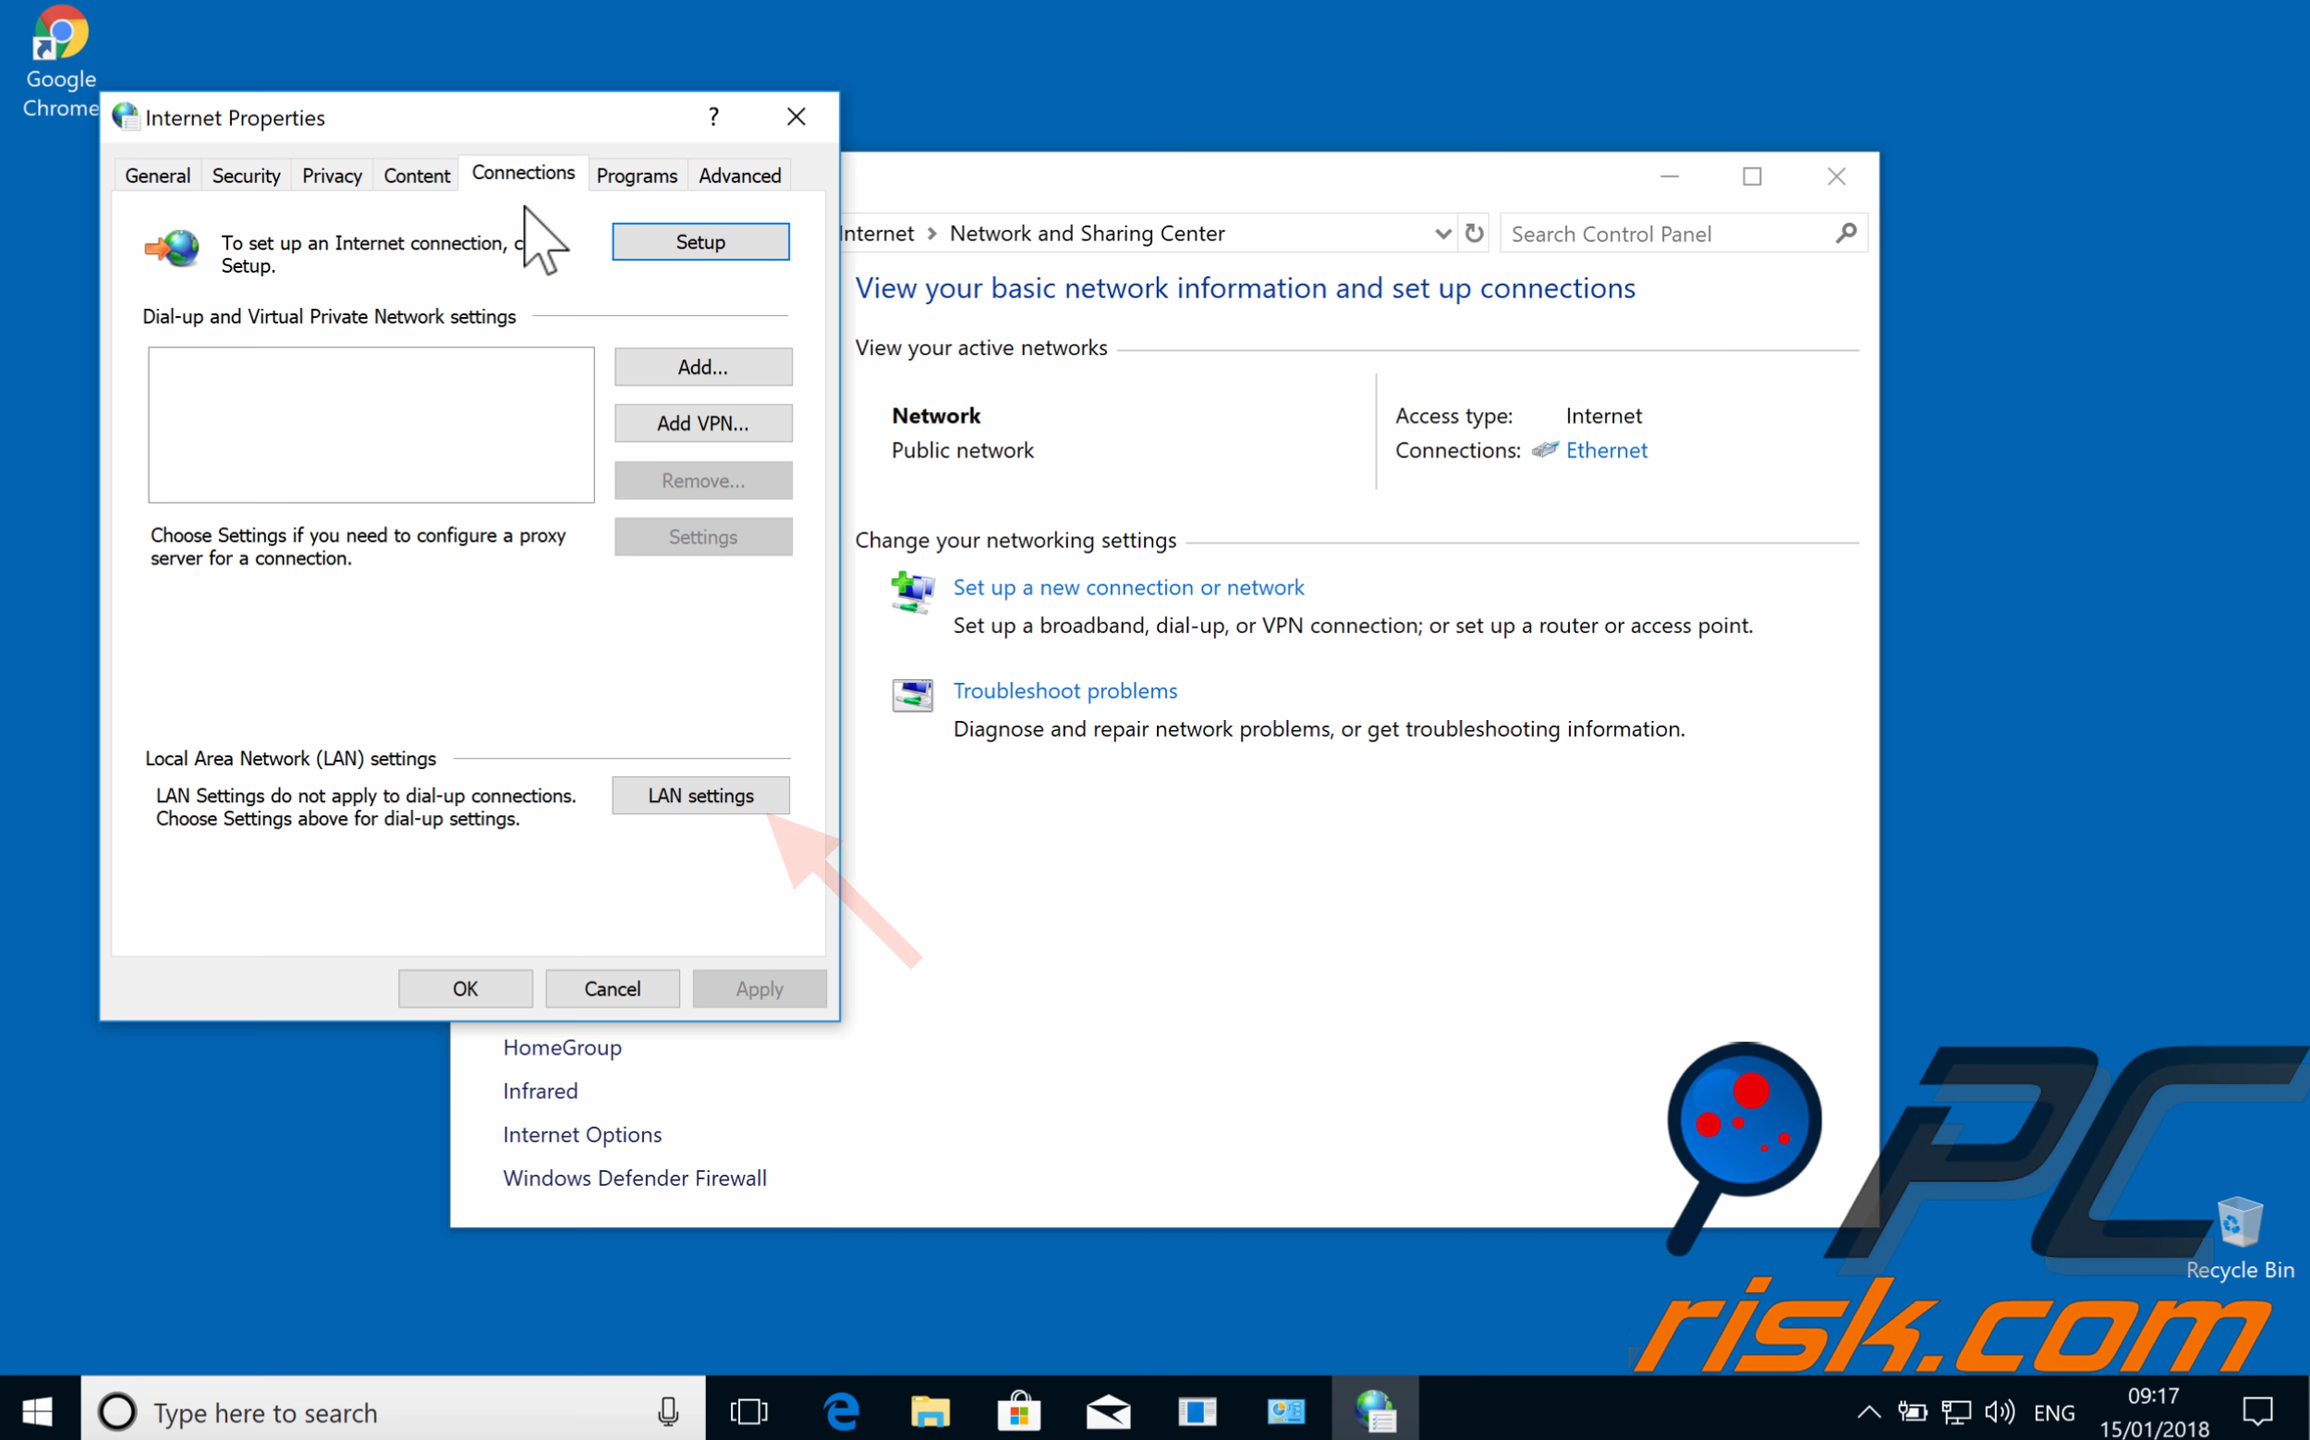 Google
Chrome
Internet Properties
?
General Security Privacy Content Connections Programs Advanced
To set up an Internet connection, c
Setup.
Setup
Dial-up and Virtual Private Network settings
Add...
Add VPN...
Remove...
Settings
Choose Settings if you need to configure a proxy
server for a connection.
Local Area Network (LAN) settings
LAN Settings do not apply to dial-up connections.
Choose Settings above for dial-up settings.
LAN settings
OK Cancel Apply
Internet > Network and Sharing Center
Search Control Panel
View your basic network information and set up connections
View your active networks
Network
Public network
Access type: Internet
Connections: Ethernet
Change your networking settings
Set up a new connection or network
Set up a broadband, dial-up, or VPN connection; or set up a router or access point.
Troubleshoot problems
Diagnose and repair network problems, or get troubleshooting information.
HomeGroup
Infrared
Internet Options
Windows Defender Firewall
PC
risk.com
Recycle Bin
Type here to search
ENG
09:17
15/01/2018